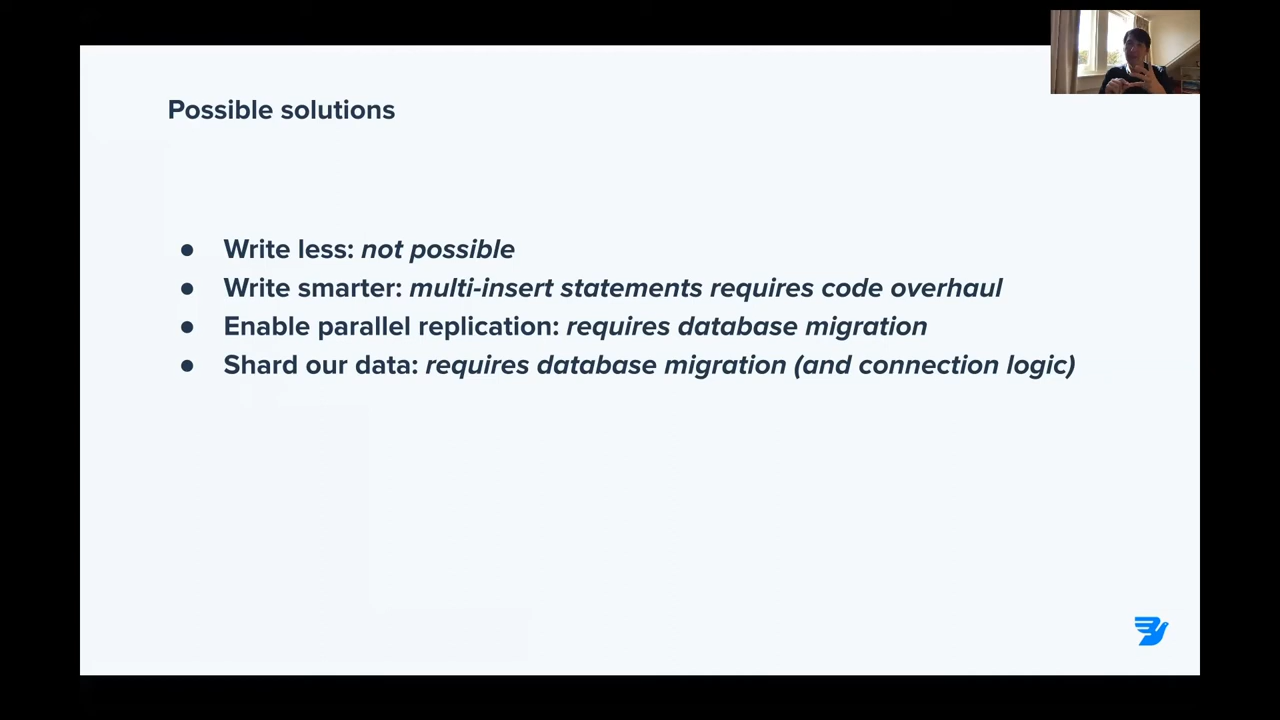 Possible solutions
● Write less: not possible
● Write smarter: multi-insert statements requires code overhaul
● Enable parallel replication: requires database migration
● Shard our data: requires database migration (and connection logic)